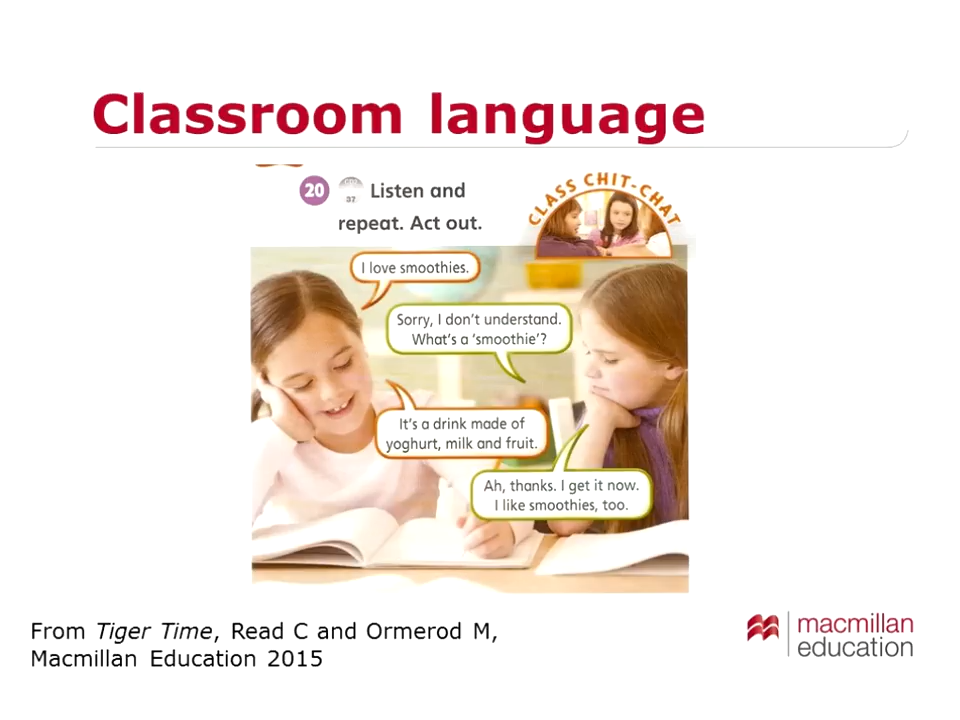 Classroom language
20 CD2 Listen and
37
repeat. Act out.
CLASS CHIT-CHAT
I love smoothies.
Sorry, I don't understand.
What's a 'smoothie'?
It's a drink made of
yoghurt, milk and fruit.
Ah, thanks. I get it now.
I like smoothies, too.
From Tiger Time, Read C and Ormerod M,
Macmillan Education 2015
macmillan
education